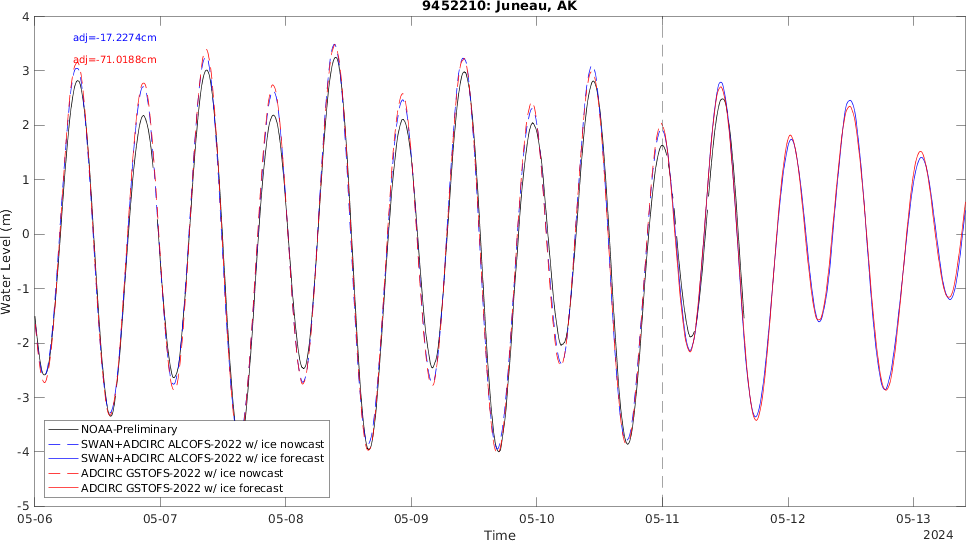 9452210: Juneau, AK
adj=-17.2274cm
adj=-71.0188cm
4
3
2
1
0
-1
-2
-3
-4
-5
Water Level (m)
NOAA-Preliminary
SWAN+ADCIRC ALCOFS-2022 w/ ice nowcast
SWAN+ADCIRC ALCOFS-2022 w/ ice forecast
ADCIRC GSTOFS-2022 w/ ice nowcast
ADCIRC GSTOFS-2022 w/ ice forecast
05-06 05-07 05-08 05-09 05-10 05-11 05-12 05-13
Time
2024